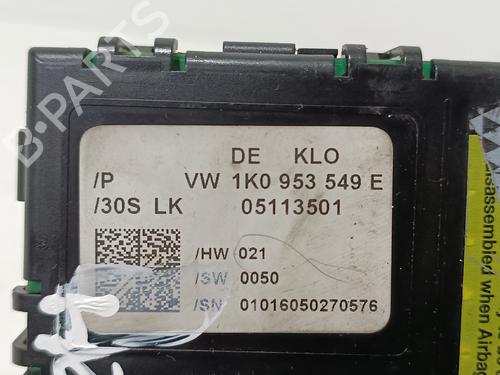 DE KLO
/P VW 1K0 953 549 E
/30S LK 05113501
/HW 021
/SW 0050
/SN 01016050270576
disassembled when Airbag
B-PARTS